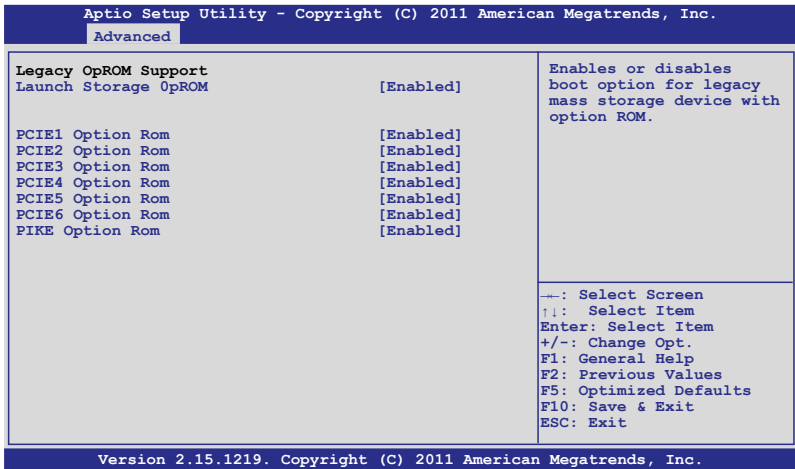 Aptio Setup Utility - Copyright (C) 2011 American Megatrends, Inc.
Advanced
Legacy OpROM Support
Launch Storage 0pROM [Enabled]
PCIE1 Option Rom [Enabled]
PCIE2 Option Rom [Enabled]
PCIE3 Option Rom [Enabled]
PCIE4 Option Rom [Enabled]
PCIE5 Option Rom [Enabled]
PCIE6 Option Rom [Enabled]
PIKE Option Rom [Enabled]
Enables or disables
boot option for legacy
mass storage device with
option ROM.
→←: Select Screen
↑↓: Select Item
Enter: Select Item
+/-: Change Opt.
F1: General Help
F2: Previous Values
F5: Optimized Defaults
F10: Save & Exit
ESC: Exit
Version 2.15.1219. Copyright (C) 2011 American Megatrends, Inc.